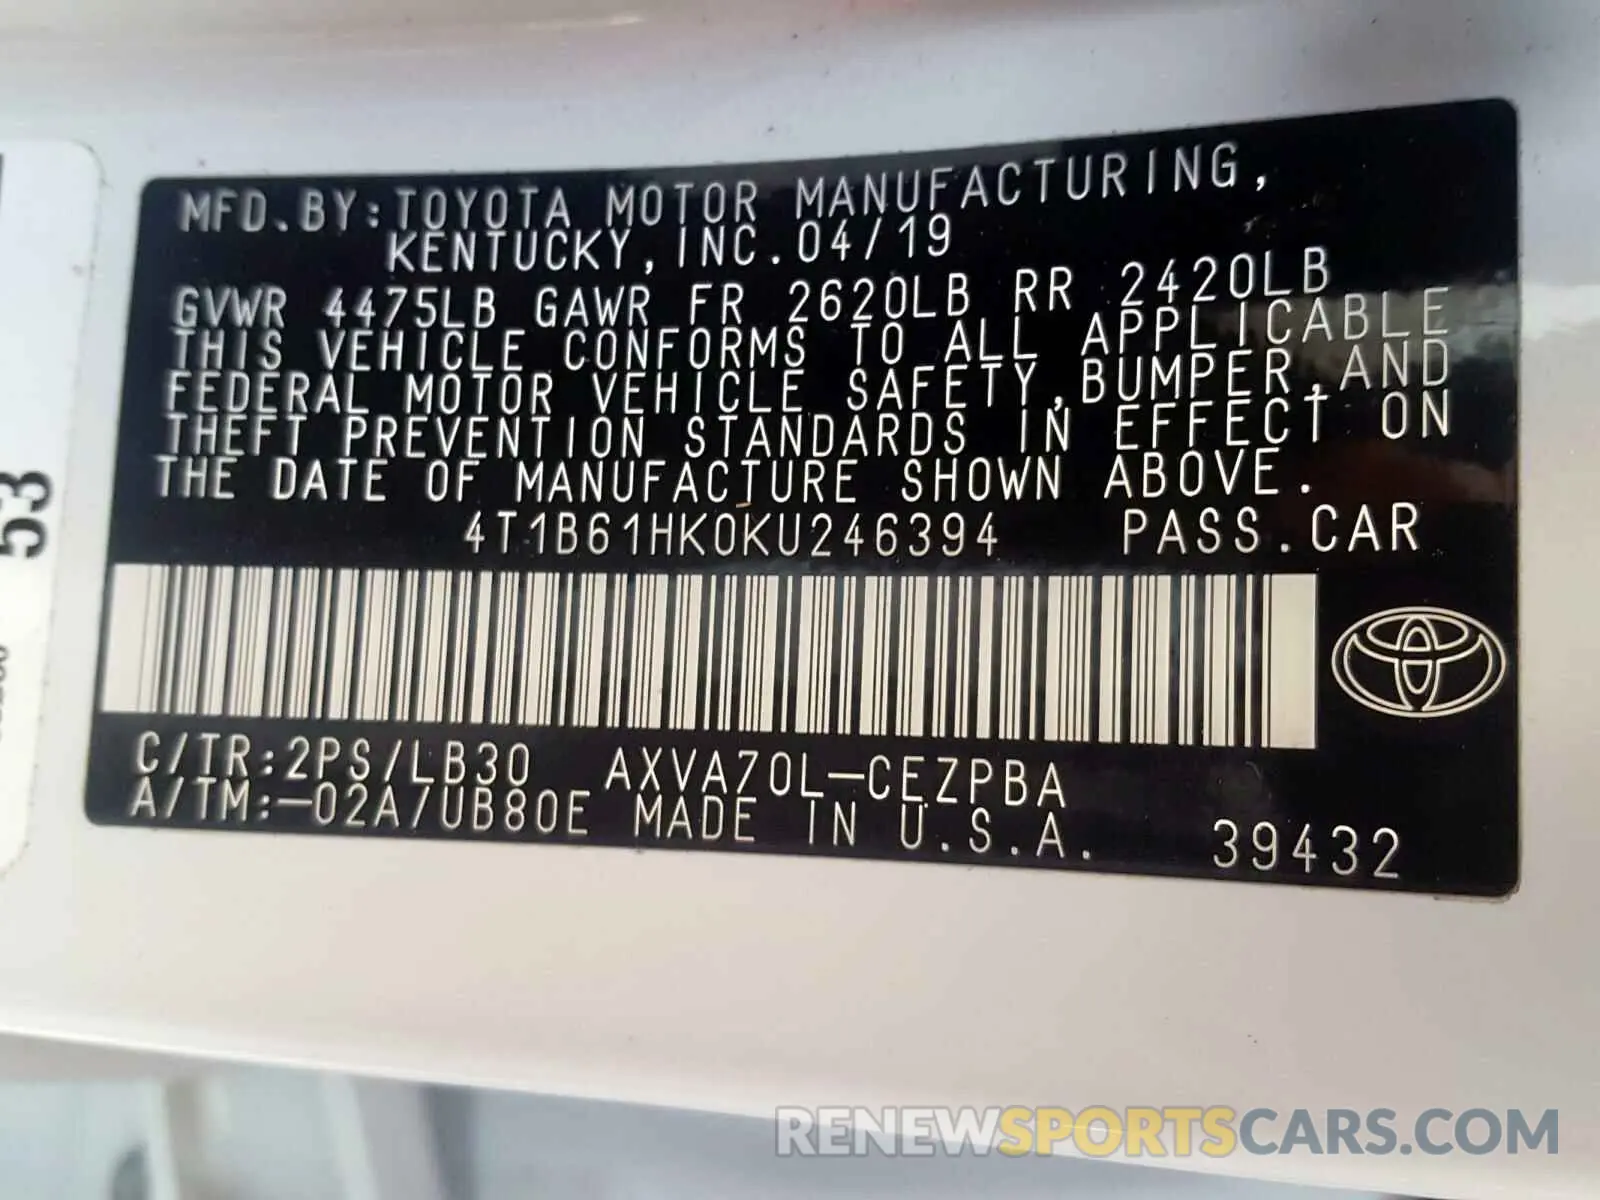 MFD.BY:TOYOTA MOTOR MANUFACTURING,
KENTUCKY,INC.04/19
GVWR 4475LB GAWR FR 2620LB RR 2420LB
THIS VEHICLE CONFORMS TO ALL APPLICABLE
FEDERAL MOTOR VEHICLE SAFETY,BUMPER,AND
THEFT PREVENTION STANDARDS IN EFFECT ON
THE DATE OF MANUFACTURE SHOWN ABOVE.
4T1B61HK0KU246394 PASS.CAR
C/TR:2PS/LB30 AXVA70L-CEZPBA
A/TM:-02A/UB80E MADE IN U.S.A. 39432
53
RENEWSPORTSCARS.COM